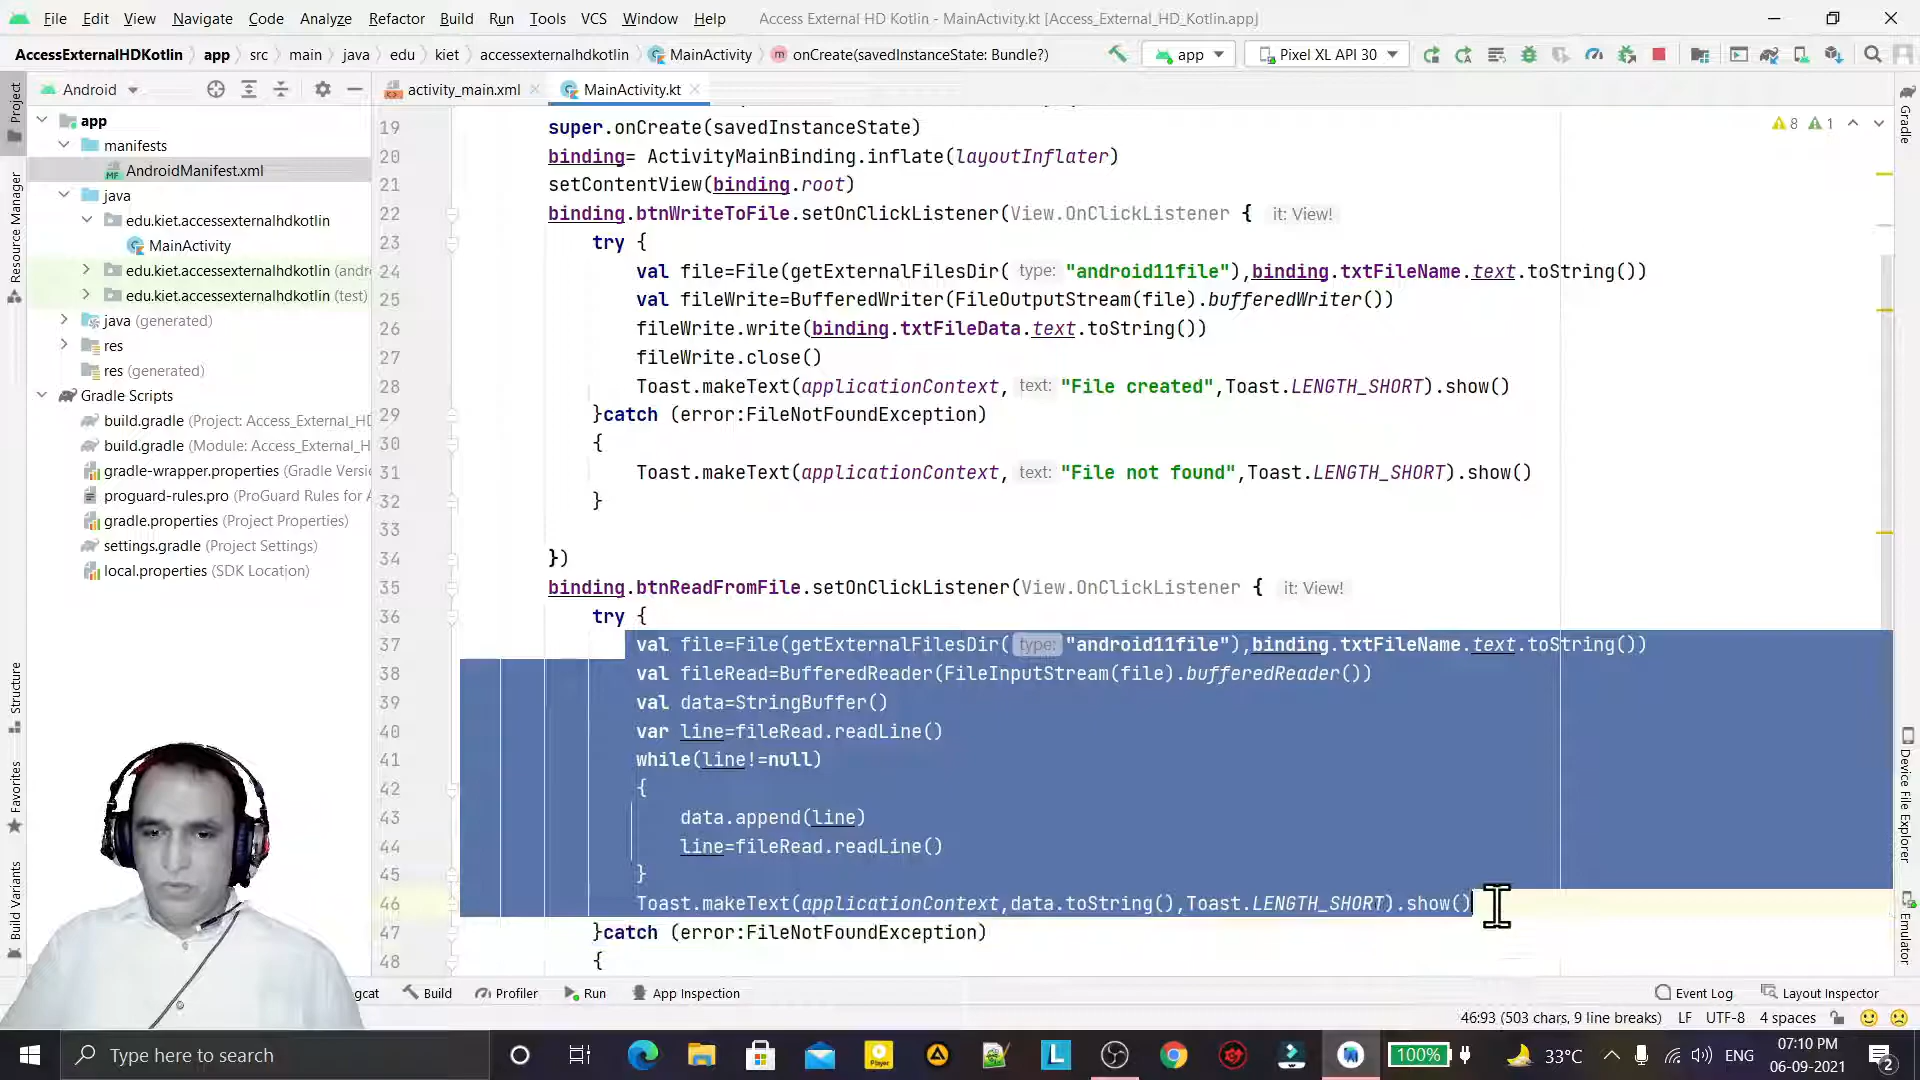 File Edit View Navigate Code Analyze Refactor Build Run Tools VCS Window Help Access External HD Kotlin - MainActivity.kt [Access_External_HD_Kotlin.app]
AccessExternalHDKotlin app src main java edu kiet accessexternalhdkotlin MainActivity onCreate(savedInstanceState: Bundle?) app Pixel XL API 30
Android activity_main.xml MainActivity.kt
Project
Resource Manager
Structure
Favorites
Build Variants
app
manifests
AndroidManifest.xml
java
edu.kiet.accessexternalhdkotlin
MainActivity
edu.kiet.accessexternalhdkotlin (andr
edu.kiet.accessexternalhdkotlin (test)
java (generated)
res
res (generated)
Gradle Scripts
build.gradle (Project: Access_External_HD
build.gradle (Module: Access_External_H
gradle-wrapper.properties (Gradle Versio
proguard-rules.pro (ProGuard Rules for A
gradle.properties (Project Properties)
settings.gradle (Project Settings)
local.properties (SDK Location)
8 1
19 super.onCreate(savedInstanceState)
20 binding= ActivityMainBinding.inflate(layoutInflater)
21 setContentView(binding.root)
22 binding.btnWriteToFile.setOnClickListener(View.OnClickListener { it: View!
23 try {
24 val file=File(getExternalFilesDir( type: "android11file"),binding.txtFileName.text.toString())
25 val fileWrite=BufferedWriter(FileOutputStream(file).bufferedWriter())
26 fileWrite.write(binding.txtFileData.text.toString())
27 fileWrite.close()
28 Toast.makeText(applicationContext, text: "File created",Toast.LENGTH_SHORT).show()
29 }catch (error:FileNotFoundException)
30 {
31 Toast.makeText(applicationContext, text: "File not found",Toast.LENGTH_SHORT).show()
32 }
33
34 })
35 binding.btnReadFromFile.setOnClickListener(View.OnClickListener { it: View!
36 try {
37 val file=File(getExternalFilesDir( type: "android11file"),binding.txtFileName.text.toString())
38 val fileRead=BufferedReader(FileInputStream(file).bufferedReader())
39 val data=StringBuffer()
40 var line=fileRead.readLine()
41 while(line!=null)
42 {
43 data.append(line)
44 line=fileRead.readLine()
45 }
46 Toast.makeText(applicationContext,data.toString(),Toast.LENGTH_SHORT).show()
47 }catch (error:FileNotFoundException)
48 {
Gradle
Device File Explorer
Emulator
gcat Build Profiler Run App Inspection Event Log Layout Inspector
46:93 (503 chars, 9 line breaks) LF UTF-8 4 spaces
Type here to search 100% 33°C ENG 07:10 PM
06-09-2021
2